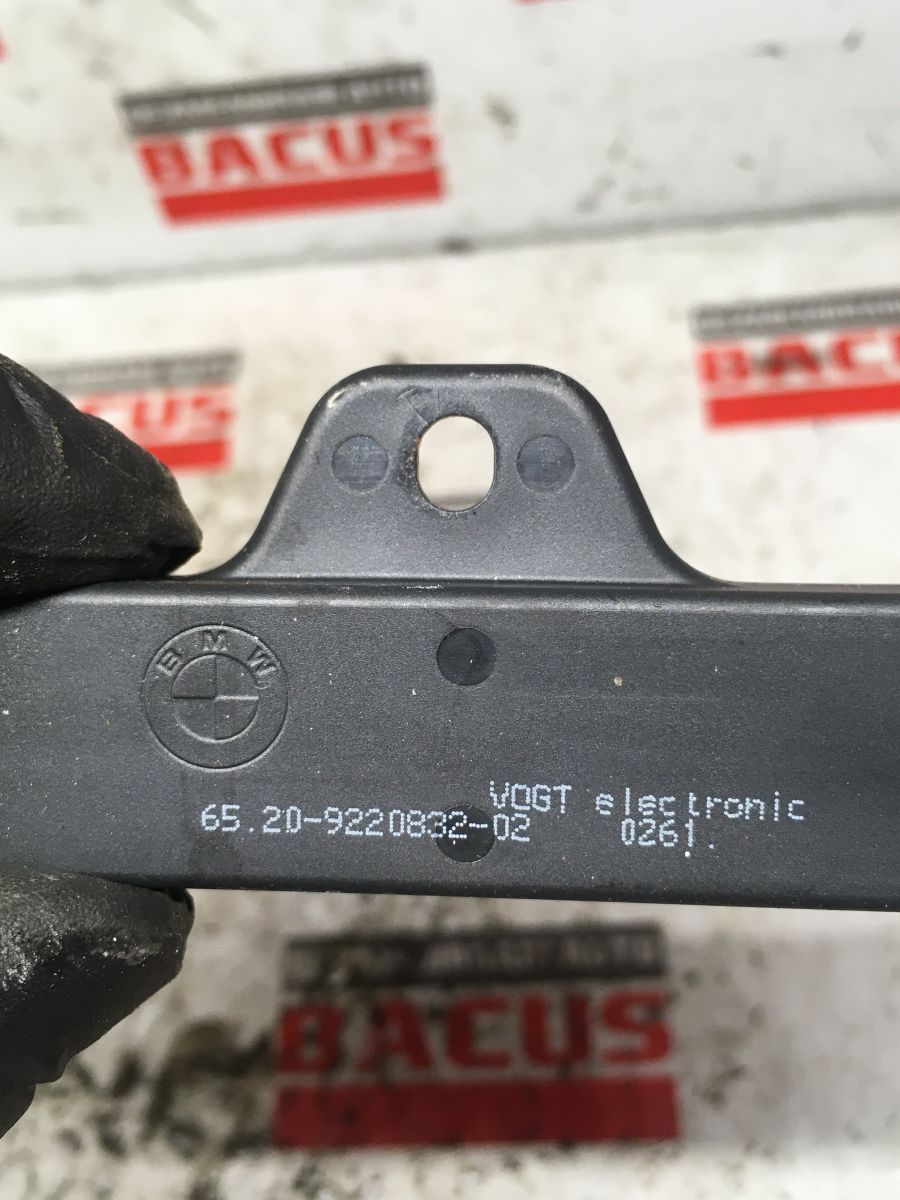 BACUS
BACUS
BACUS
BMW
VOGT electronic
65.20-9220832-02 0261.
BACUS